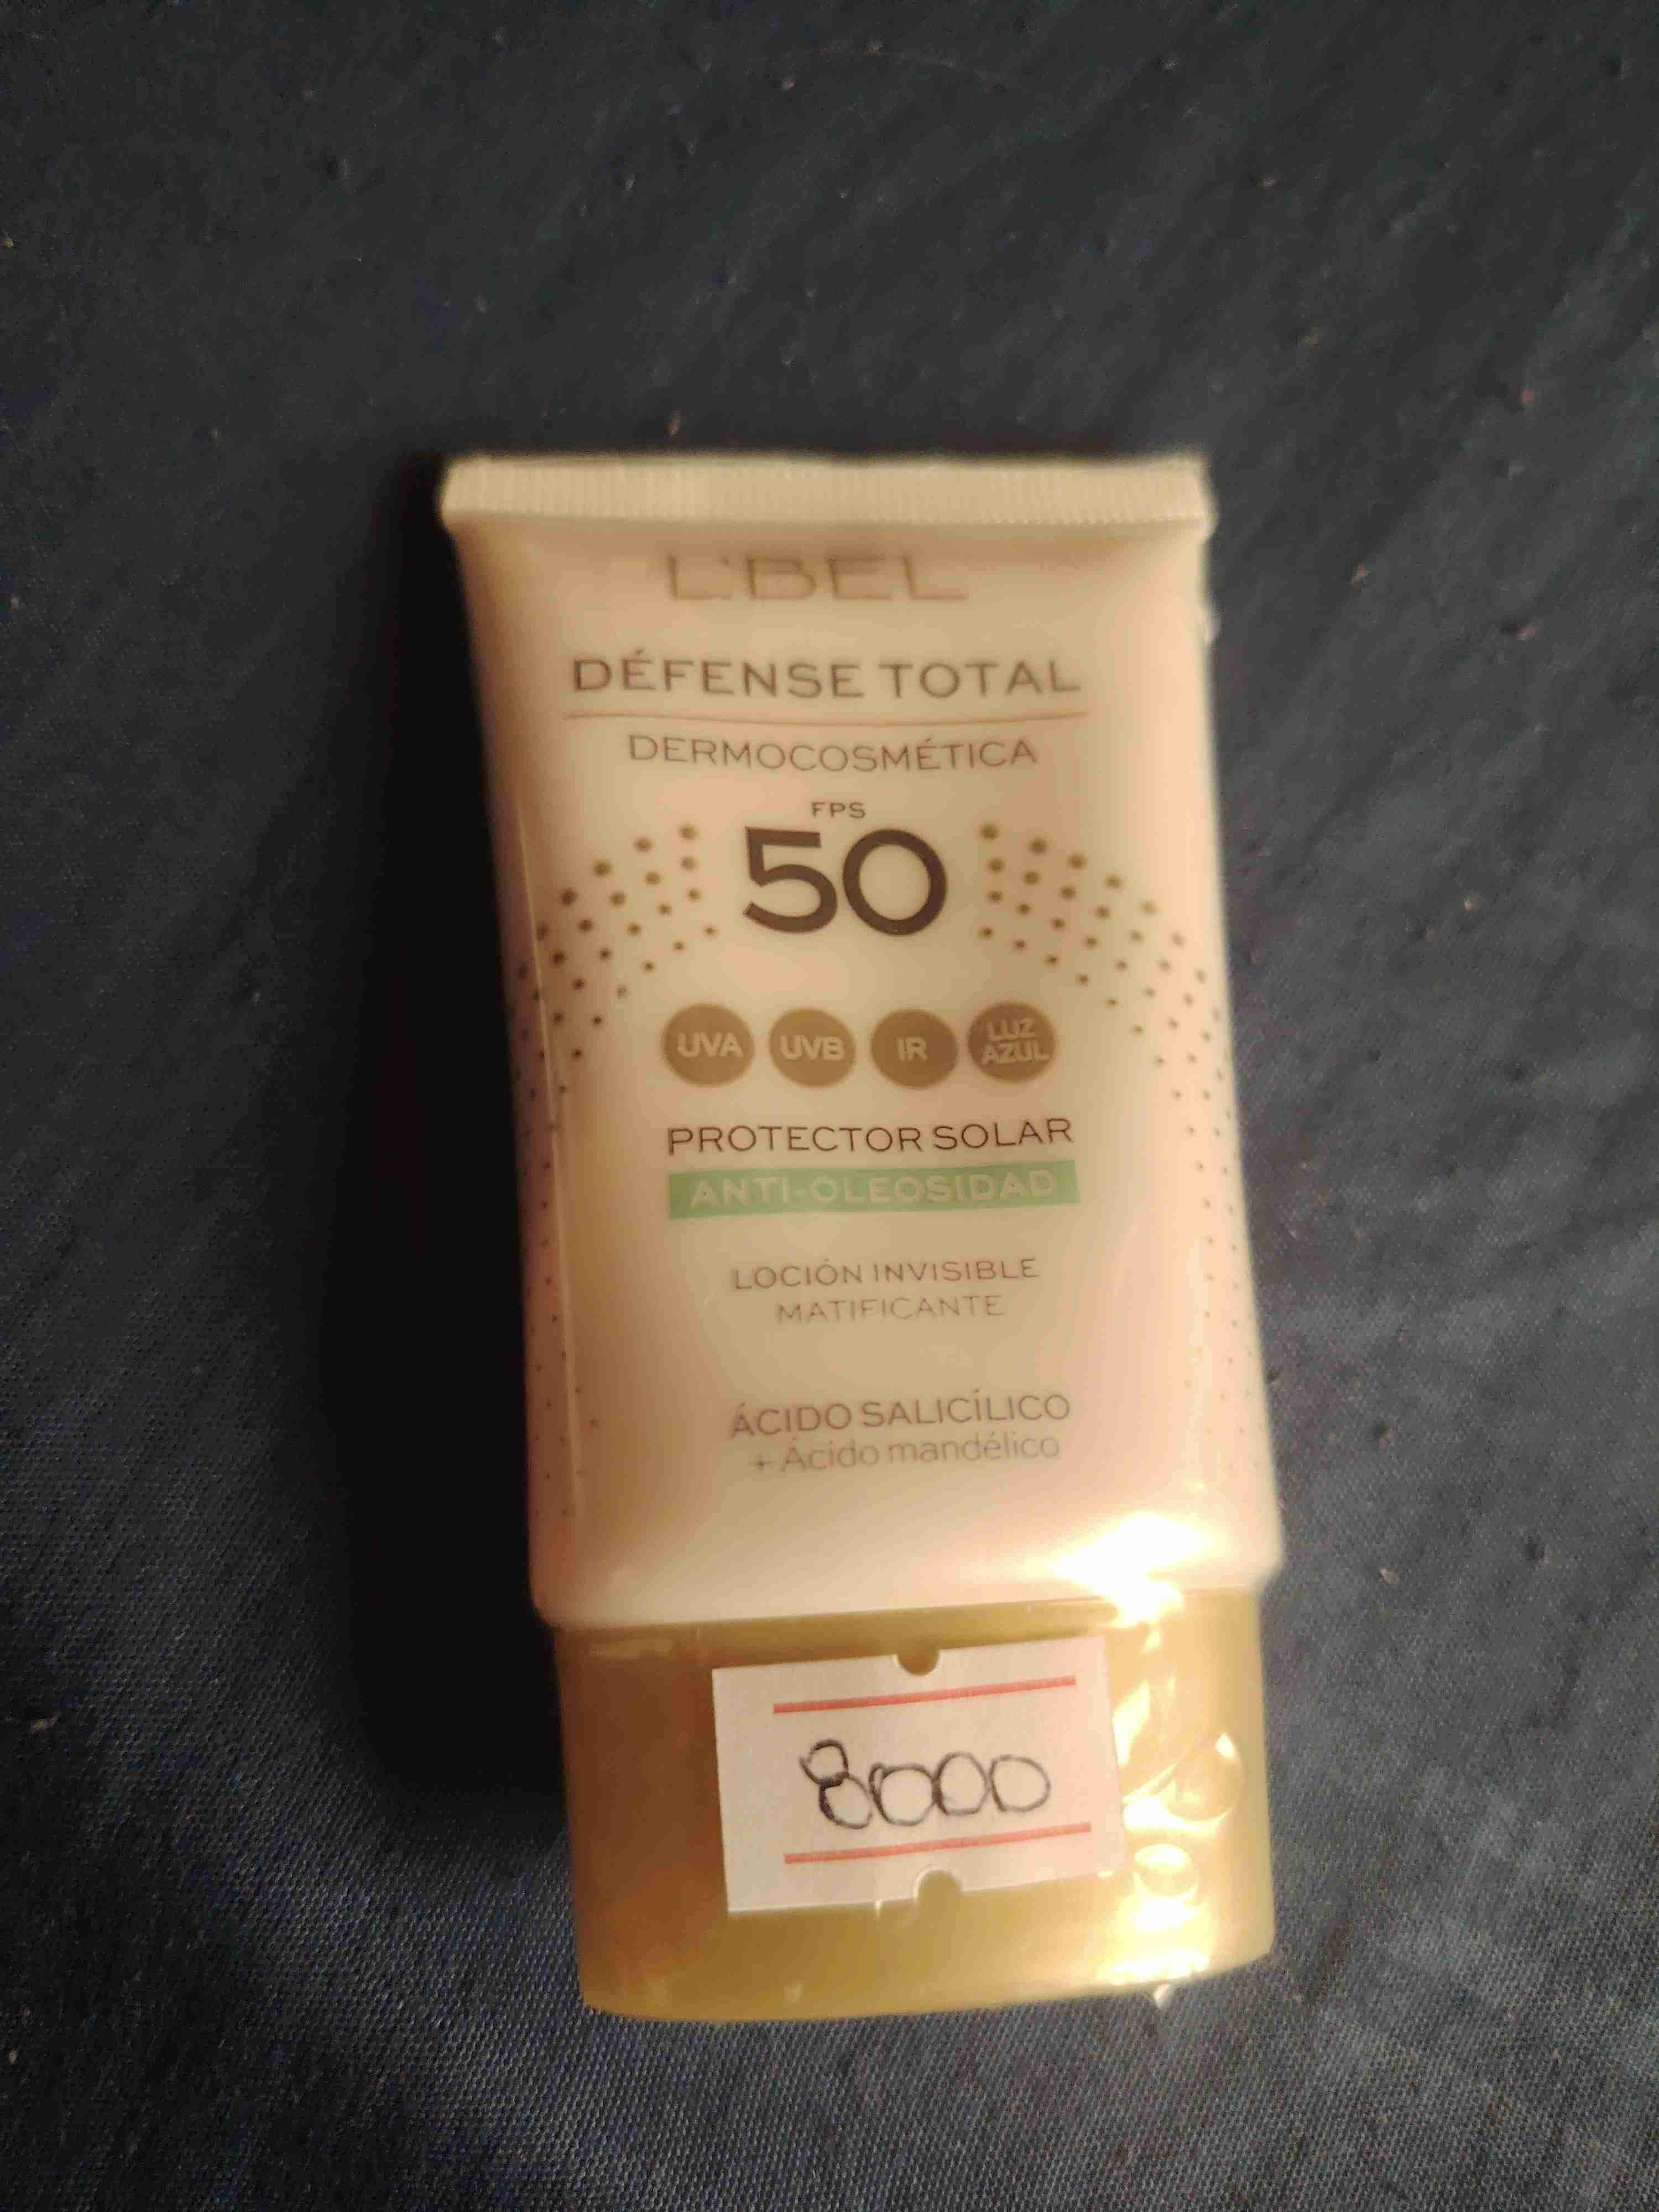 L'BEL
DÉFENSE TOTAL
DERMOCOSMÉTICA
FPS
50
UVA UVB IR LUZ AZUL
PROTECTOR SOLAR
ANTI-OLEOSIDAD
LOCIÓN INVISIBLE
MATIFICANTE
ÁCIDO SALICÍLICO
+ Ácido mandélico
8000